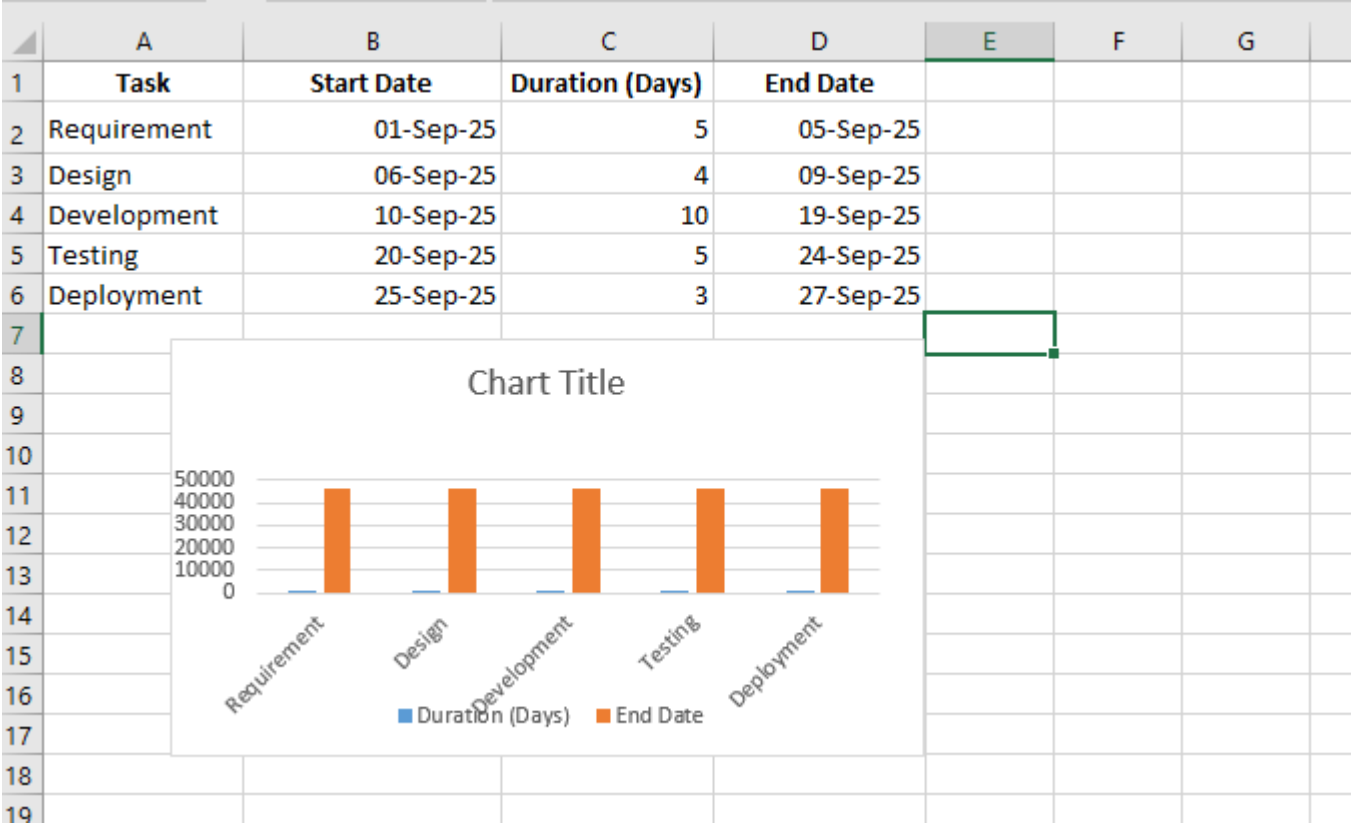 A B C D E F G
1 Task Start Date Duration (Days) End Date
2 Requirement 01-Sep-25 5 05-Sep-25
3 Design 06-Sep-25 4 09-Sep-25
4 Development 10-Sep-25 10 19-Sep-25
5 Testing 20-Sep-25 5 24-Sep-25
6 Deployment 25-Sep-25 3 27-Sep-25
7
8
9
10
11
12
13
14
15
16
17
18
19
Chart Title
50000
40000
30000
20000
10000
0
Requirement Design Development Testing Deployment
Duration (Days) End Date